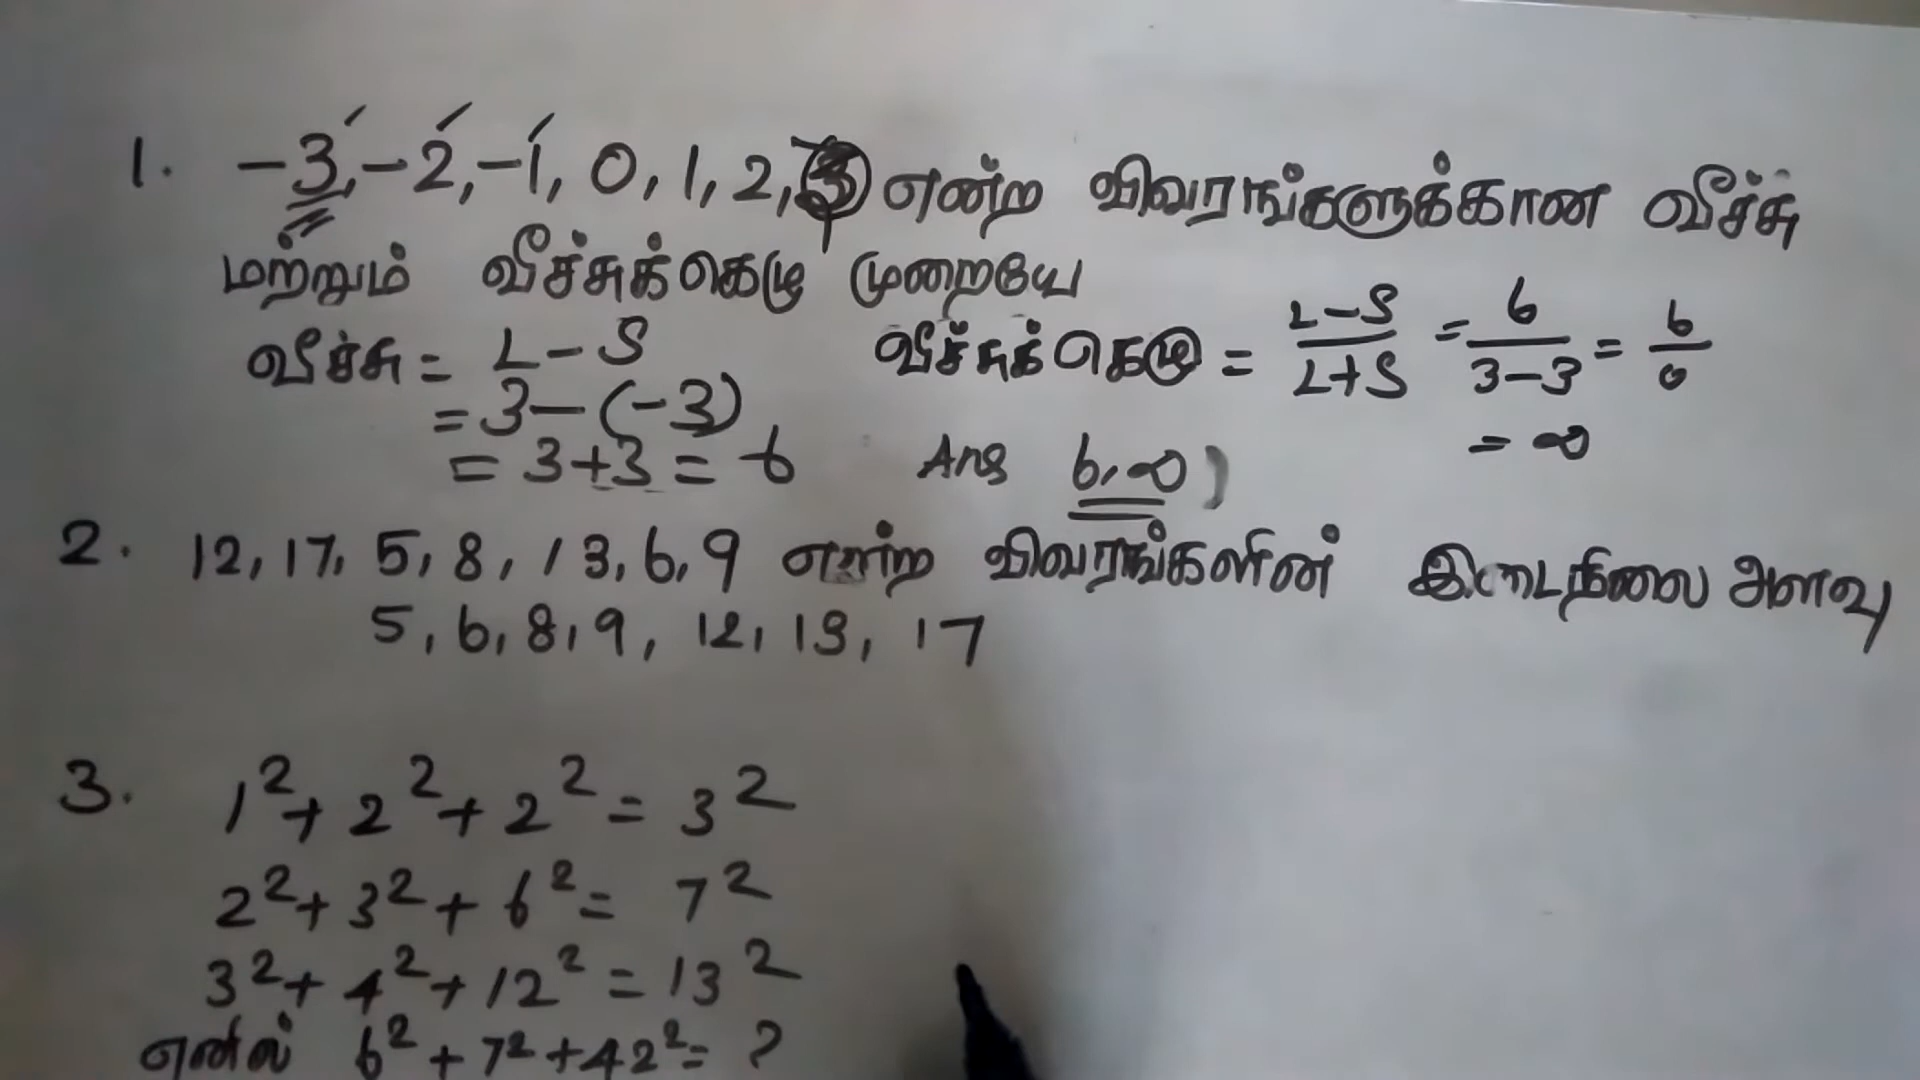 1. -3, -2, -1, 0, 1, 2, 3 என்ற விவரங்களுக்கான வீச்சு
மற்றும் வீச்சுக்கெழு முறையே
வீச்சு = L - S
= 3 - (-3)
= 3+3 = 6
வீச்சுக்கெழு = L-S/L+S = 6/3-3 = 6/0
= ∞
Ans 6, ∞)
2. 12, 17, 5, 8, 13, 6, 9 என்ற விவரங்களின் இடைநிலை அளவு
5, 6, 8, 9, 12, 13, 17
3. 1² + 2² + 2² = 3²
2² + 3² + 6² = 7²
3² + 4² + 12² = 13²
எனில் 6² + 7² + 42² = ?